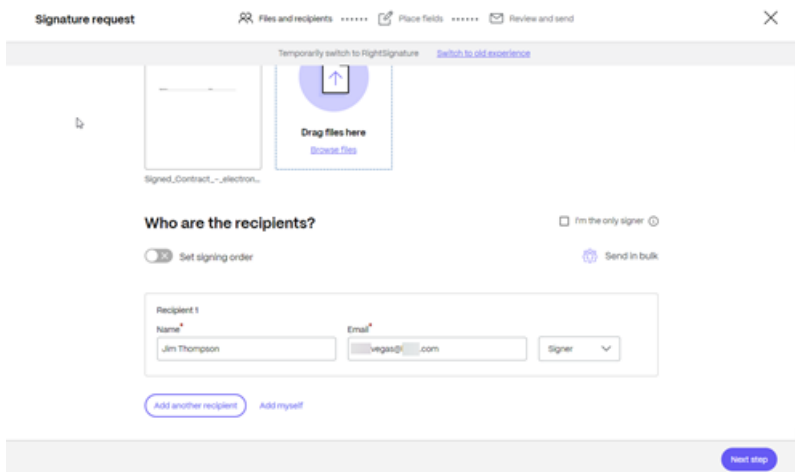 Signature request
Files and recipients
Place fields
Review and send
Temporarily switch to RightSignature Switch to old experience
Drag files here
Browse files
Signed_Contract_-_electron...
Who are the recipients?
I'm the only signer
Set signing order
Send in bulk
Recipient 1
Name*
Email*
Jim Thompson
vegas@ .com
Signer
Add another recipient
Add myself
Next step